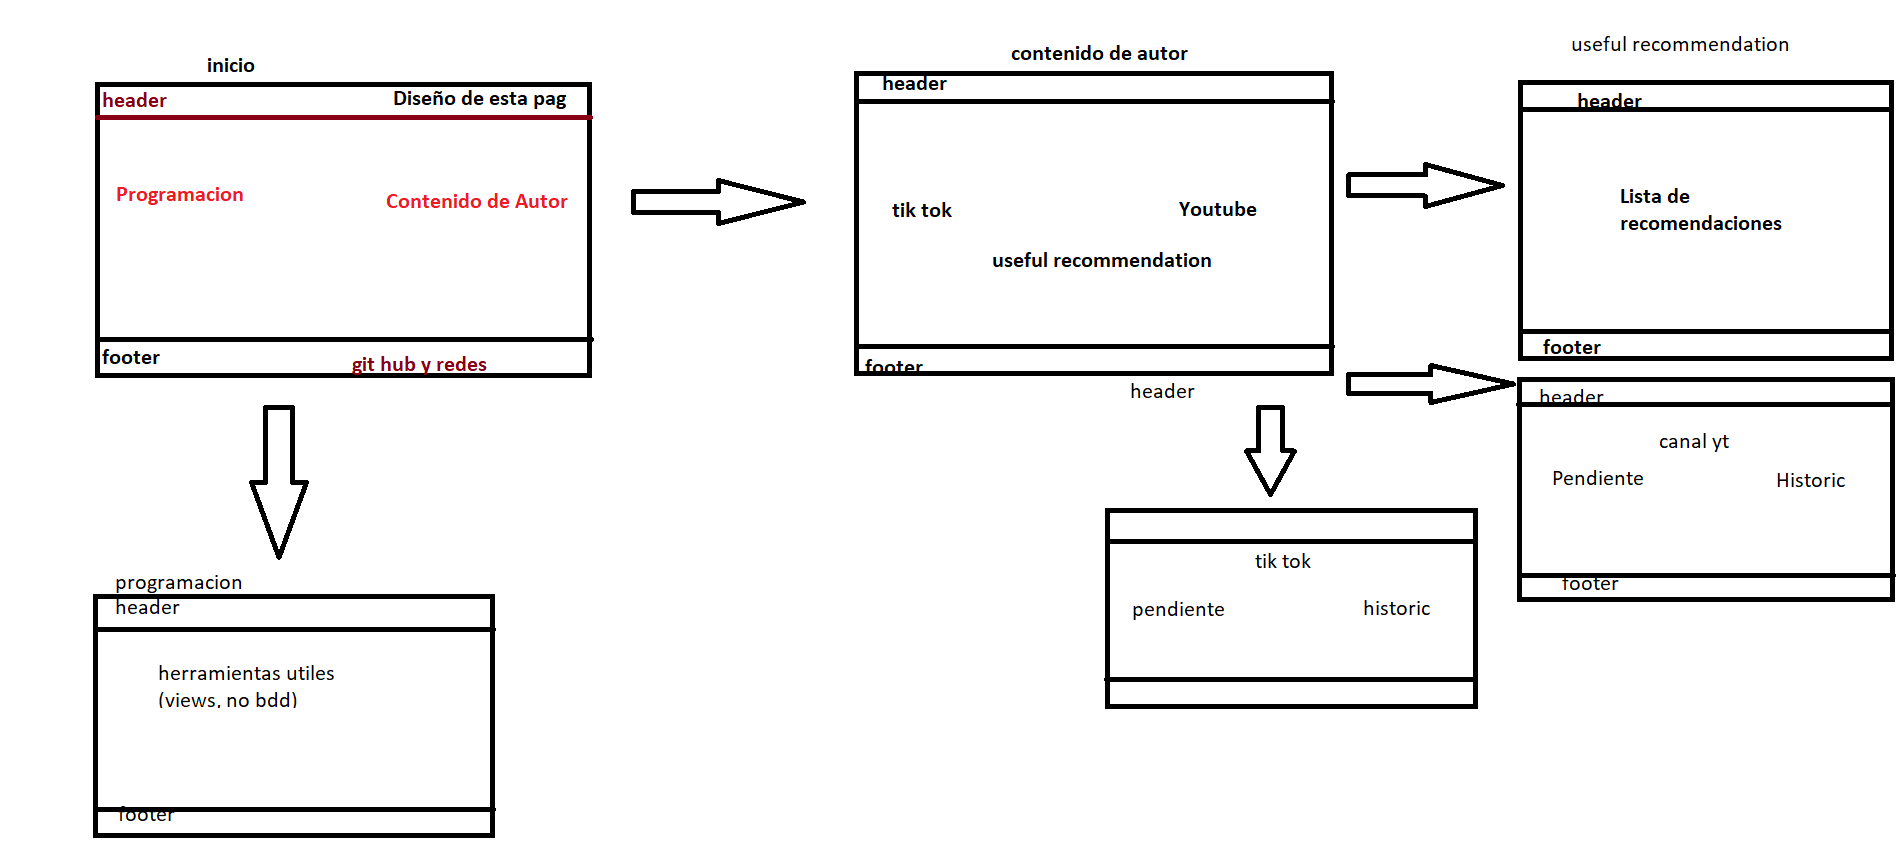 inicio
header
Diseño de esta pag
Programacion
Contenido de Autor
footer
git hub y redes
contenido de autor
header
tik tok
Youtube
useful recommendation
footer
header
useful recommendation
header
Lista de
recomendaciones
footer
header
canal yt
Pendiente
Historic
footer
tik tok
pendiente
historic
programacion
header
herramientas utiles
(views, no bdd)
footer